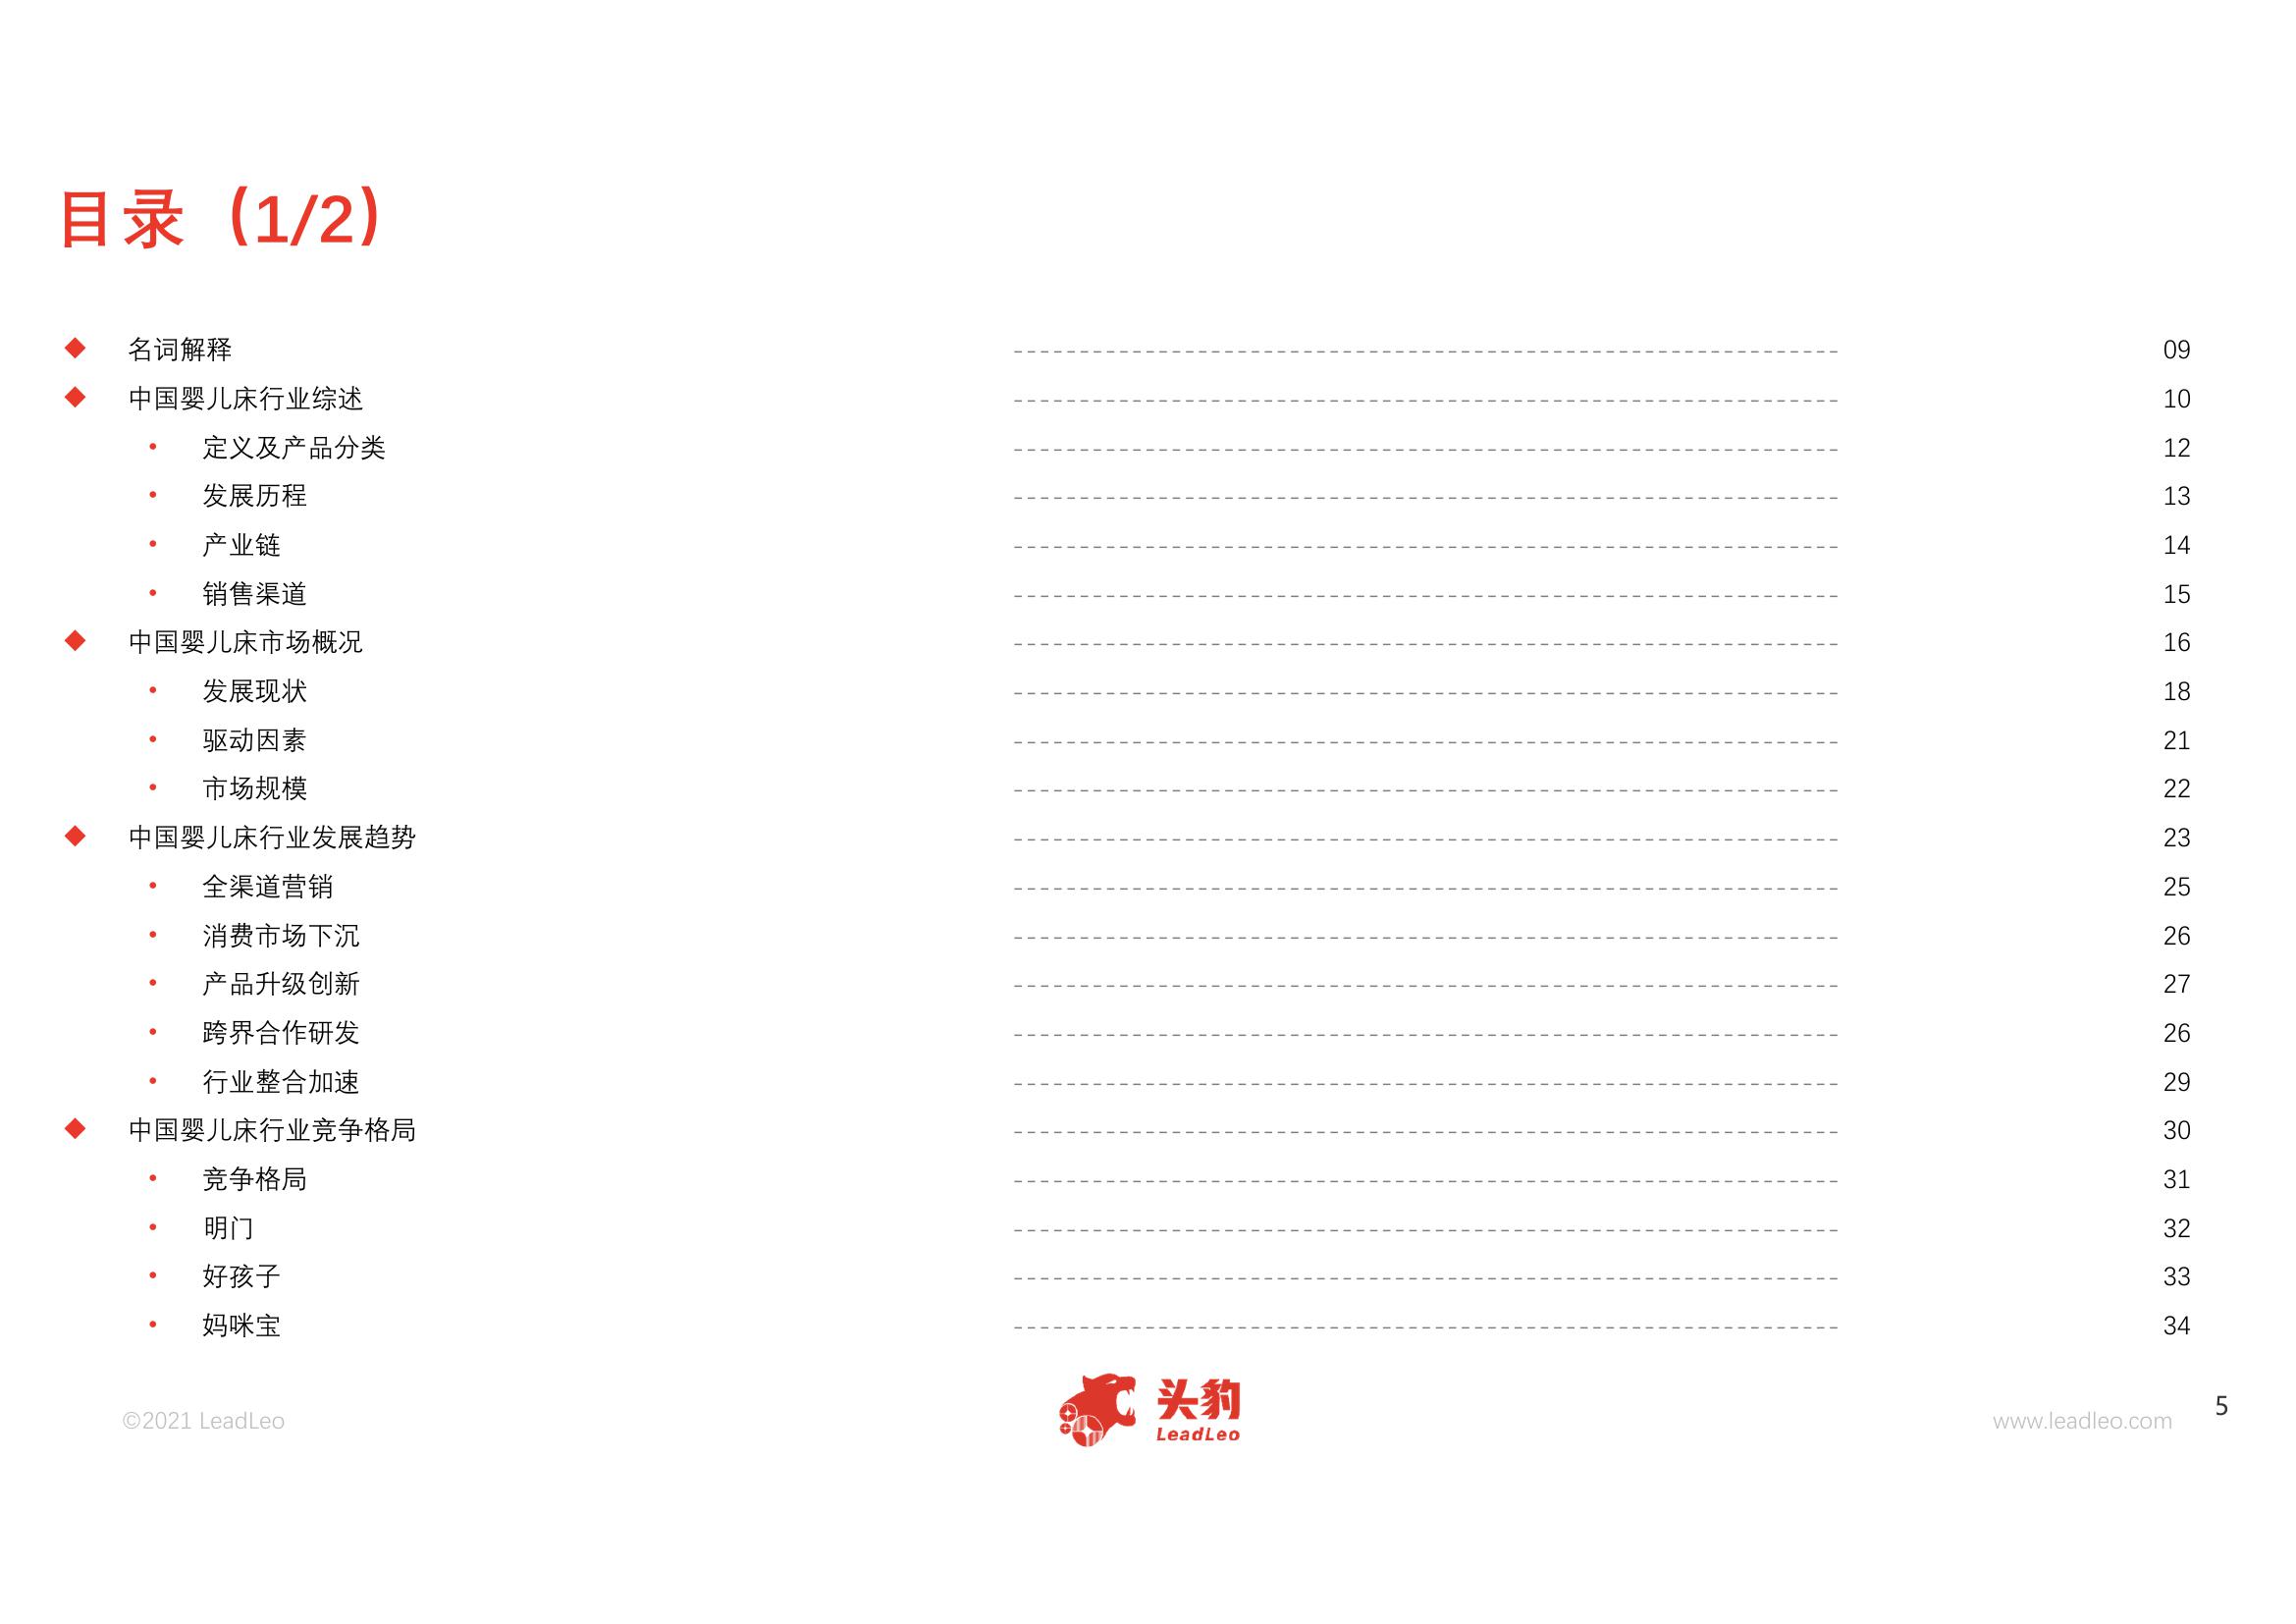 目录（1/2）
◆ 名词解释 ---------------------------------------------------------------- 09
◆ 中国婴儿床行业综述 ---------------------------------------------------------------- 10
• 定义及产品分类 ---------------------------------------------------------------- 12
• 发展历程 ---------------------------------------------------------------- 13
• 产业链 ---------------------------------------------------------------- 14
• 销售渠道 ---------------------------------------------------------------- 15
◆ 中国婴儿床市场概况 ---------------------------------------------------------------- 16
• 发展现状 ---------------------------------------------------------------- 18
• 驱动因素 ---------------------------------------------------------------- 21
• 市场规模 ---------------------------------------------------------------- 22
◆ 中国婴儿床行业发展趋势 ---------------------------------------------------------------- 23
• 全渠道营销 ---------------------------------------------------------------- 25
• 消费市场下沉 ---------------------------------------------------------------- 26
• 产品升级创新 ---------------------------------------------------------------- 27
• 跨界合作研发 ---------------------------------------------------------------- 26
• 行业整合加速 ---------------------------------------------------------------- 29
◆ 中国婴儿床行业竞争格局 ---------------------------------------------------------------- 30
• 竞争格局 ---------------------------------------------------------------- 31
• 明门 ---------------------------------------------------------------- 32
• 好孩子 ---------------------------------------------------------------- 33
• 妈咪宝 ---------------------------------------------------------------- 34
©2021 LeadLeo
头豹
LeadLeo
www.leadleo.com
5